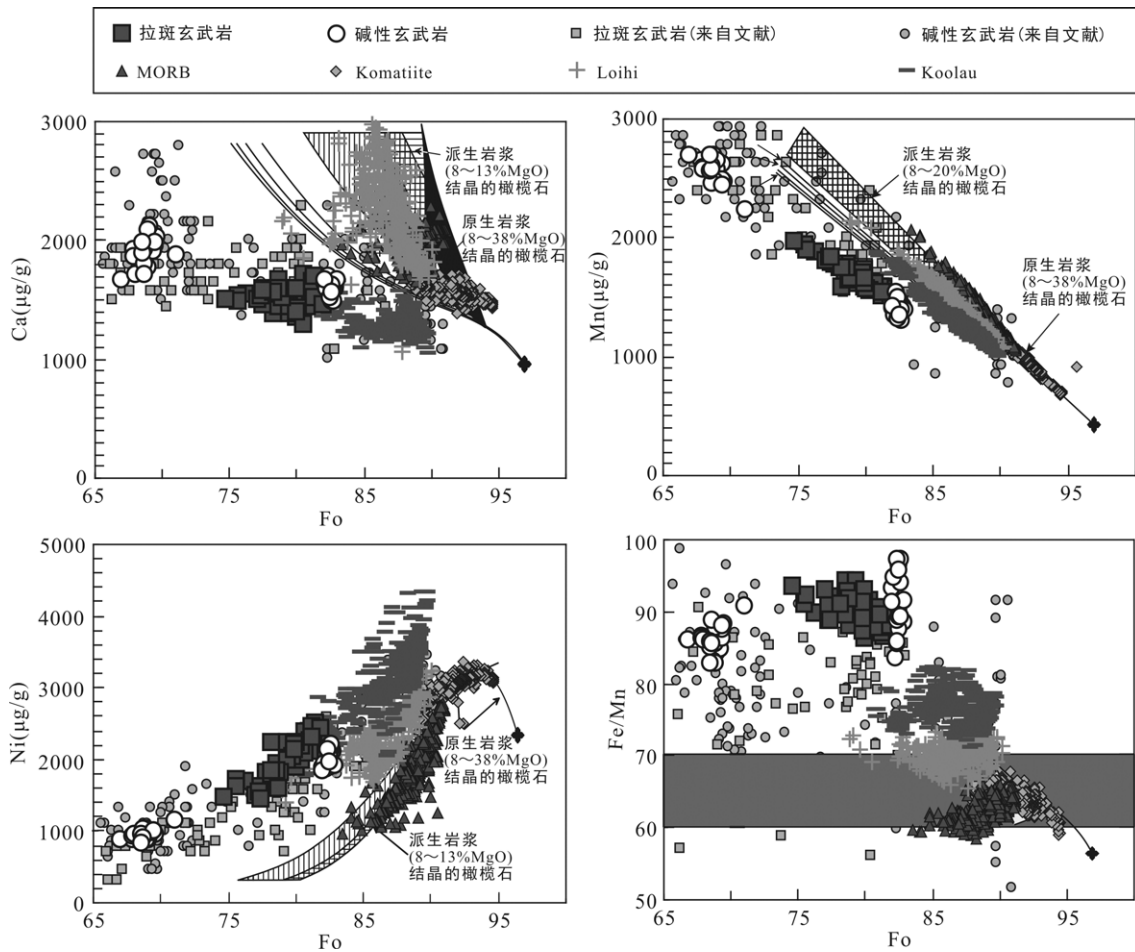 拉斑玄武岩 碱性玄武岩 拉斑玄武岩(来自文献) 碱性玄武岩(来自文献)
MORB Komatiite Loihi Koolau
3000
2000
1000
0
Ca(μg/g)
65 75 85 95
Fo
派生岩浆
(8～13%MgO)
结晶的橄榄石
原生岩浆
(8～38%MgO)
结晶的橄榄石
3000
2000
1000
0
Mn(μg/g)
65 75 85 95
Fo
派生岩浆
(8～20%MgO)
结晶的橄榄石
原生岩浆
(8～38%MgO)
结晶的橄榄石
5000
4000
3000
2000
1000
0
Ni(μg/g)
65 75 85 95
Fo
原生岩浆
(8～38%MgO)
结晶的橄榄石
派生岩浆
(8～13%MgO)
结晶的橄榄石
100
90
80
70
60
50
Fe/Mn
65 75 85 95
Fo